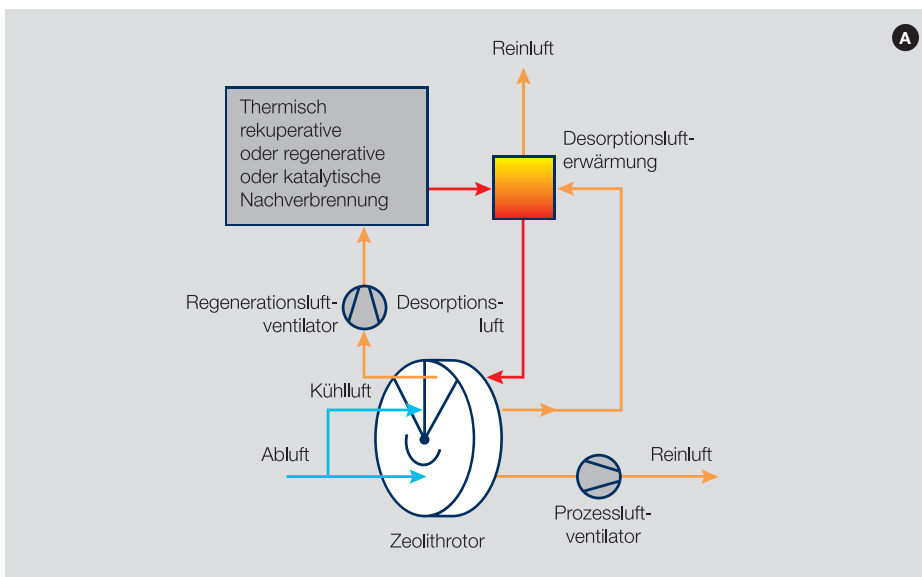 A
Reinluft
Thermisch
rekuperative
oder regenerative
oder katalytische
Nachverbrennung
Desorptionsluft-
erwärmung
Regenerationsluft-
ventilator
Desorptions-
luft
Kühlluft
Abluft
Reinluft
Prozessluft-
ventilator
Zeolithrotor